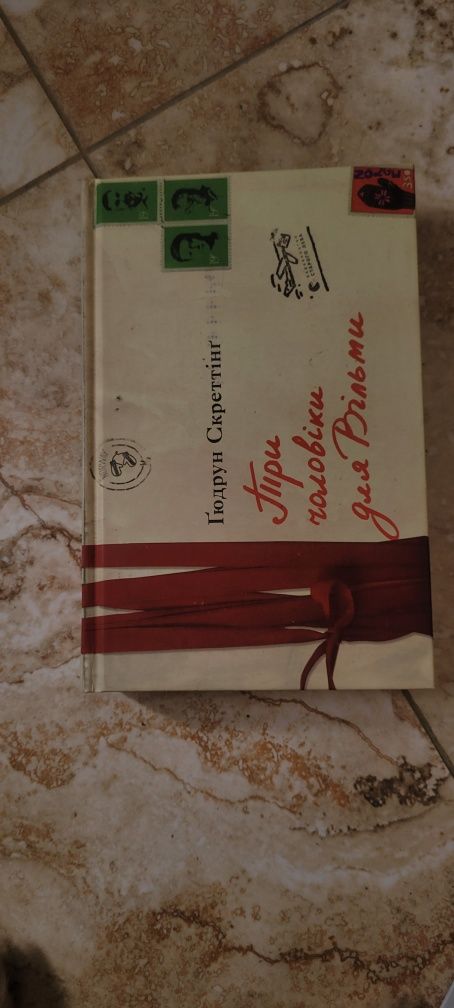 Ґюдрун Скреттінґ
Три
чоловіки
для Вільми